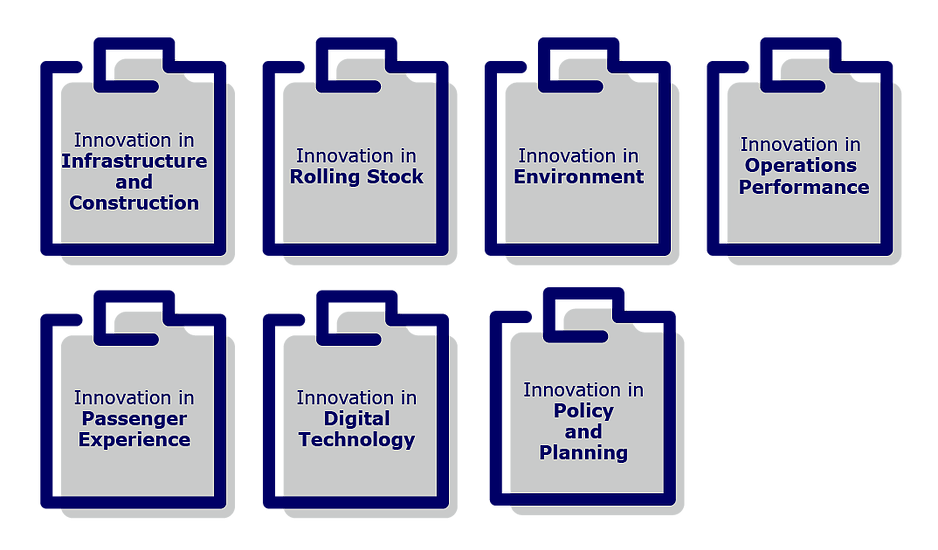 Innovation in
Infrastructure
and
Construction
Innovation in
Rolling Stock
Innovation in
Environment
Innovation in
Operations
Performance
Innovation in
Passenger
Experience
Innovation in
Digital
Technology
Innovation in
Policy
and
Planning